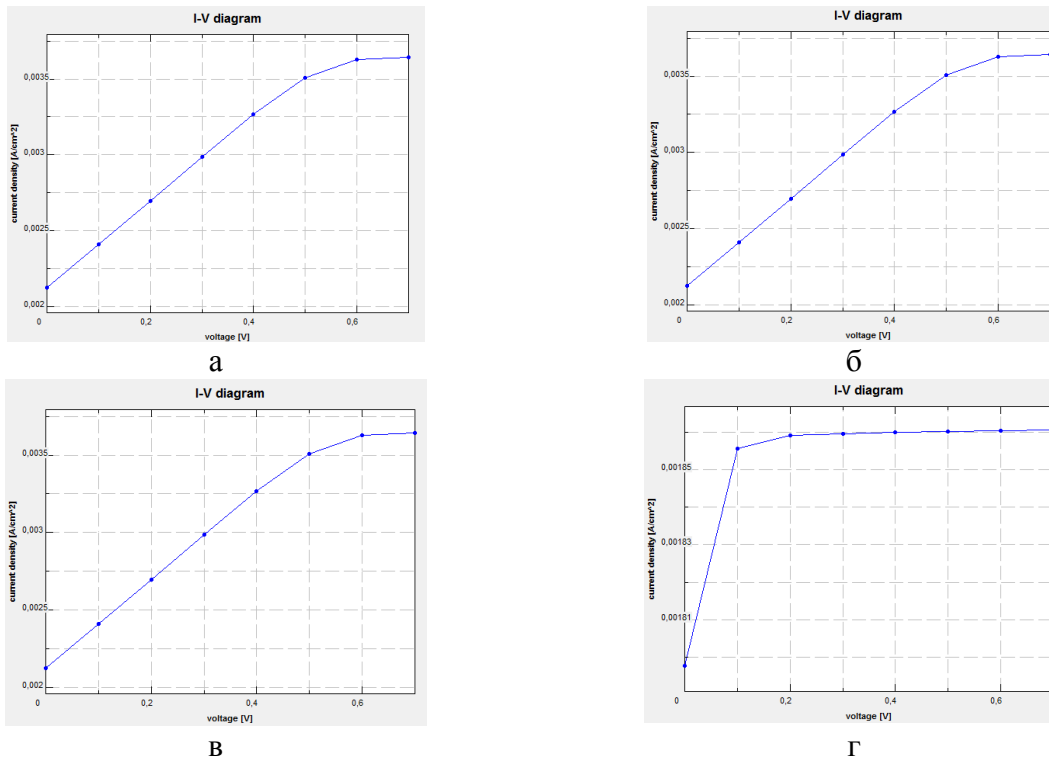 I-V diagram
current density [A/cm^2]
0,0035
0,003
0,0025
0,002
0
0,2
0,4
0,6
voltage [V]
а
I-V diagram
current density [A/cm^2]
0,0035
0,003
0,0025
0,002
0
0,2
0,4
0,6
voltage [V]
б
I-V diagram
current density [A/cm^2]
0,0035
0,003
0,0025
0,002
0
0,2
0,4
0,6
voltage [V]
в
I-V diagram
current density [A/cm^2]
0,00185
0,00183
0,00181
0
0,2
0,4
0,6
voltage [V]
г